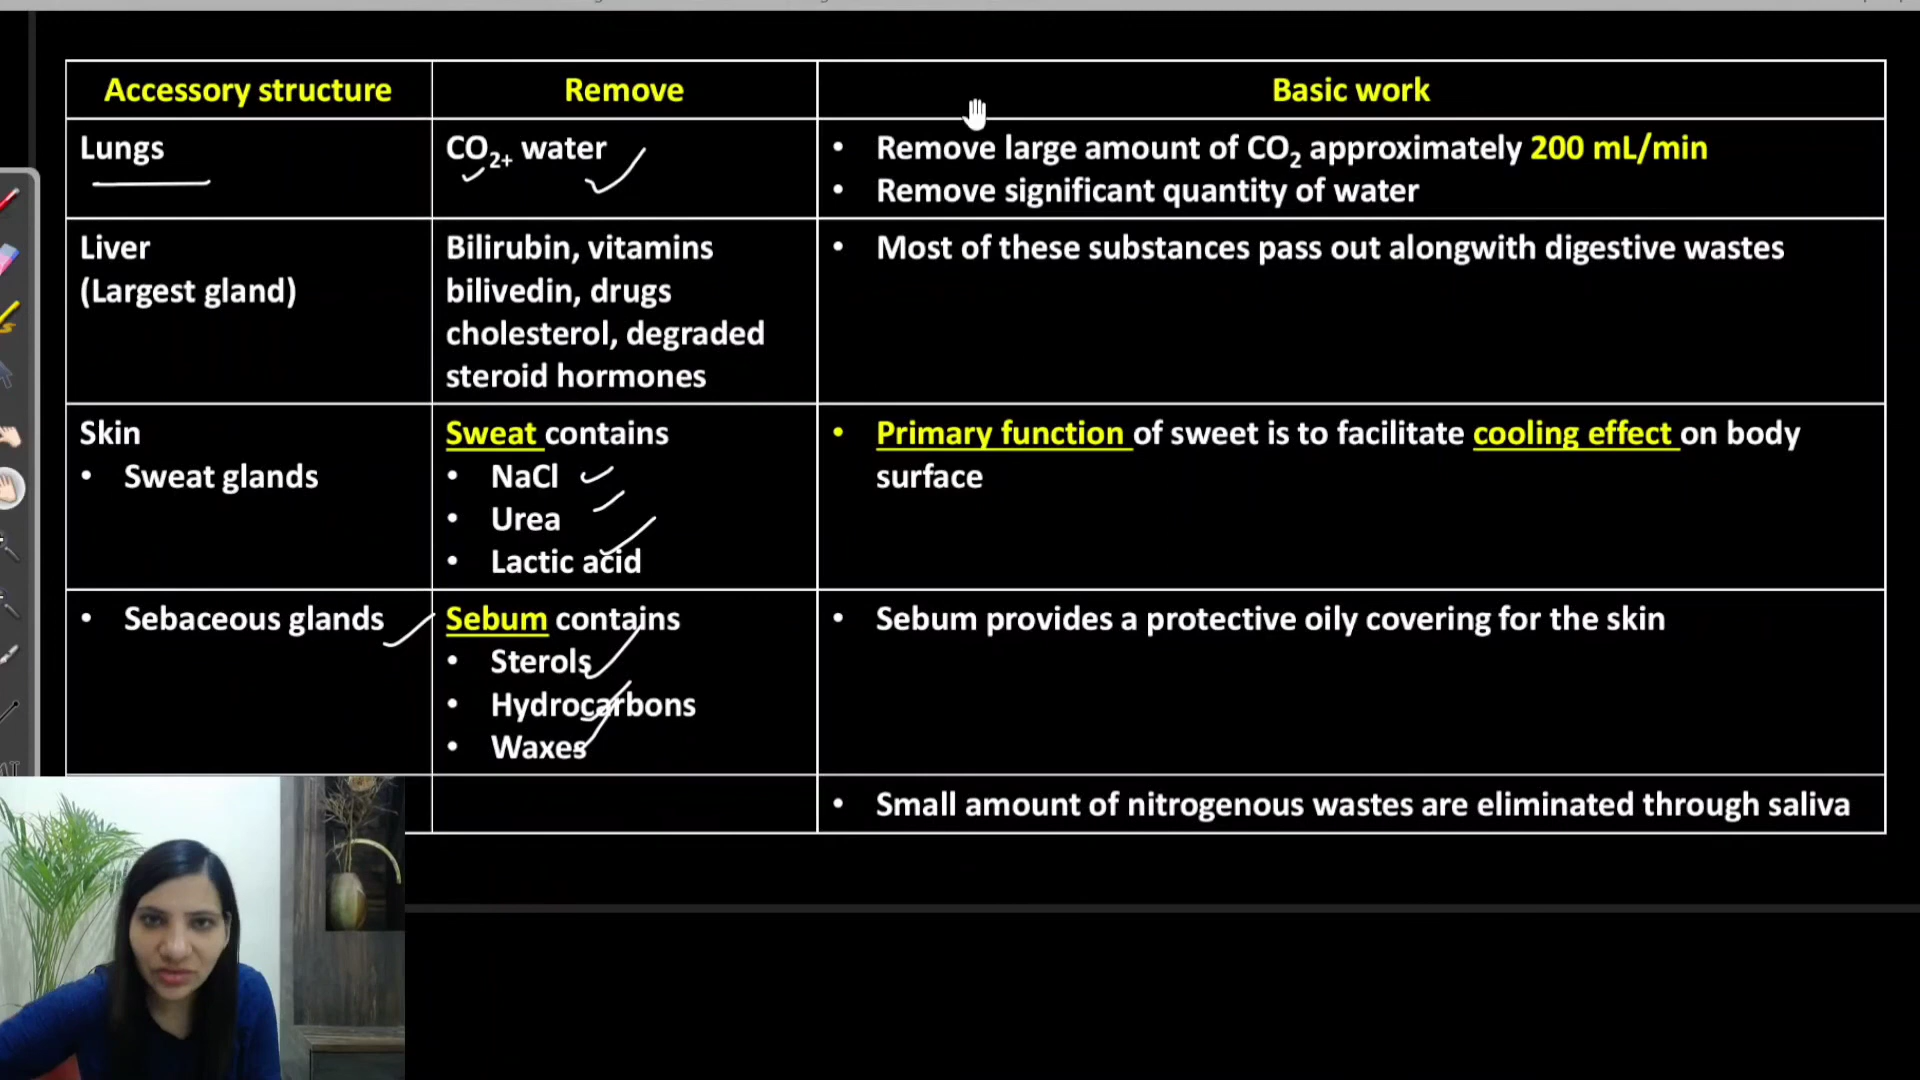 Accessory structure
Remove
Basic work
Lungs
CO2+ water
• Remove large amount of CO2 approximately 200 mL/min
• Remove significant quantity of water
Liver
(Largest gland)
Bilirubin, vitamins
bilivedin, drugs
cholesterol, degraded
steroid hormones
• Most of these substances pass out alongwith digestive wastes
Skin
• Sweat glands
Sweat contains
• NaCl
• Urea
• Lactic acid
• Primary function of sweet is to facilitate cooling effect on body
surface
• Sebaceous glands
Sebum contains
• Sterols
• Hydrocarbons
• Waxes
• Sebum provides a protective oily covering for the skin
• Small amount of nitrogenous wastes are eliminated through saliva